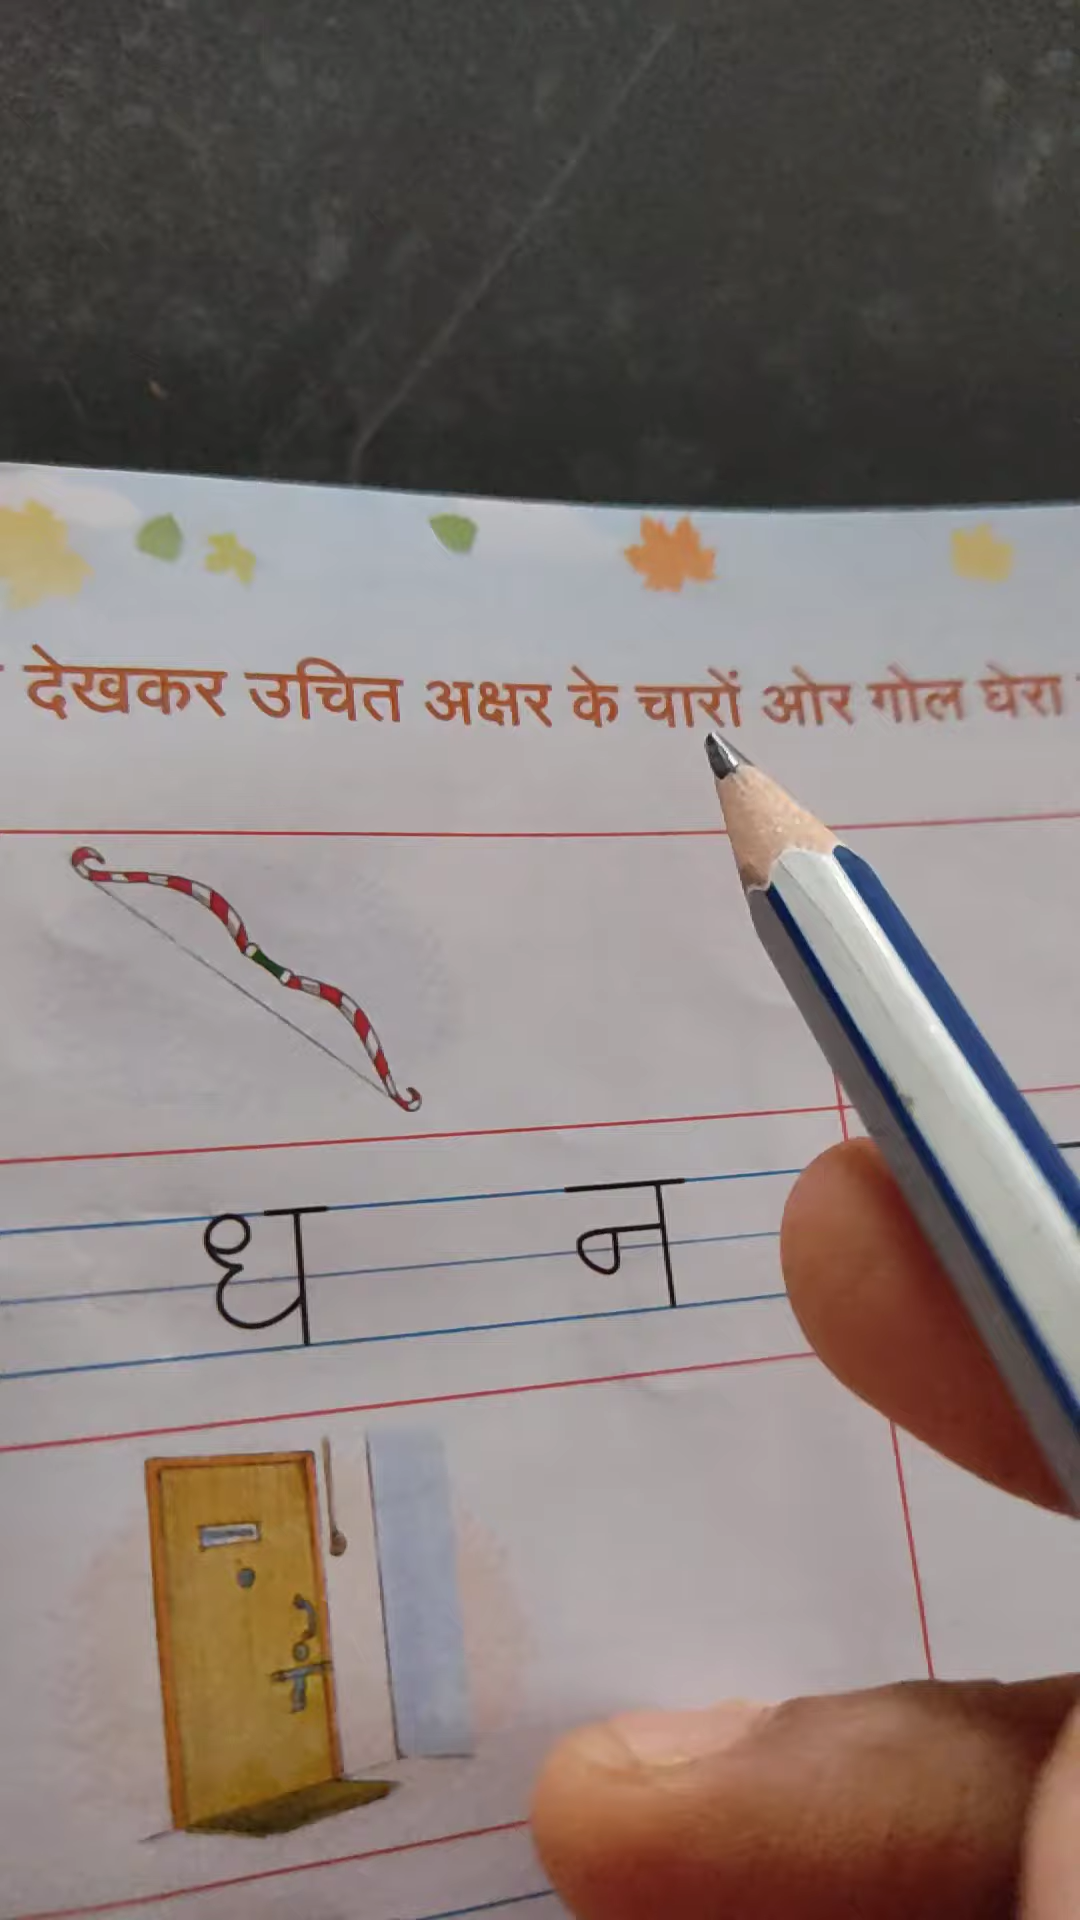 देखकर उचित अक्षर के चारों ओर गोल घेरा
ध न